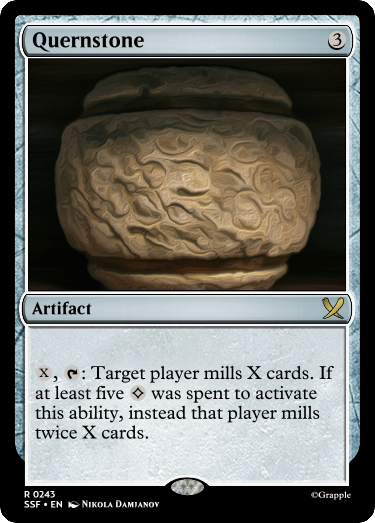 Quernstone 3
Artifact
X, T: Target player mills X cards. If
at least five C was spent to activate
this ability, instead that player mills
twice X cards.
R 0243
SSF • EN Nikola Damjanov
©Grapple